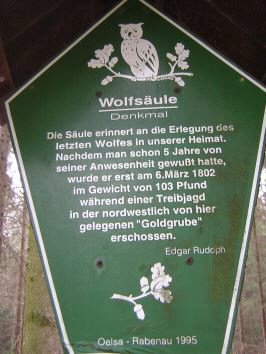 Wolfsäule
Denkmal
Die Säule erinnert an die Erlegung des
letzten Wolfes in unserer Heimat.
Nachdem man schon 5 Jahre von
seiner Anwesenheit gewußt hatte,
wurde er erst am 6.März 1802
im Gewicht von 103 Pfund
während einer Treibjagd
in der nordwestlich von hier
gelegenen "Goldgrube"
erschossen.
Edgar Rudolph
Oelsa - Rabenau 1995